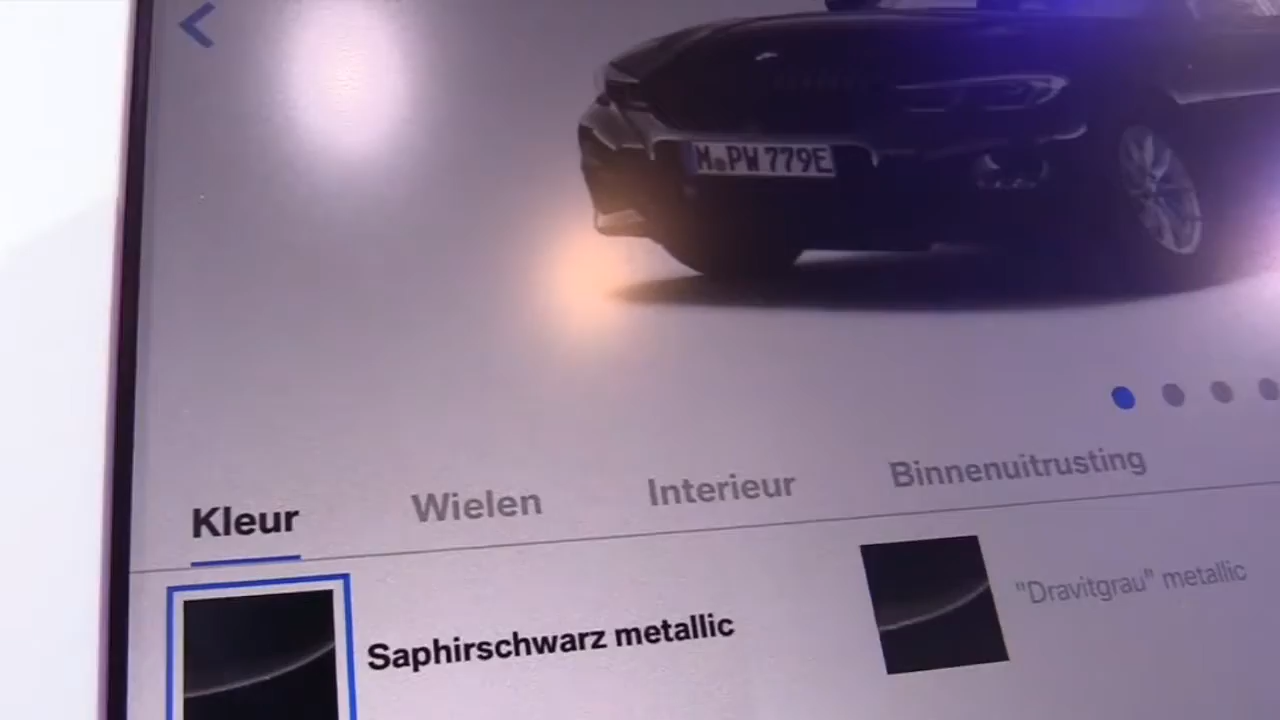 M PW 779E
Kleur
Wielen
Interieur
Binnenuitrusting
Saphirschwarz metallic
"Dravitgrau" metallic